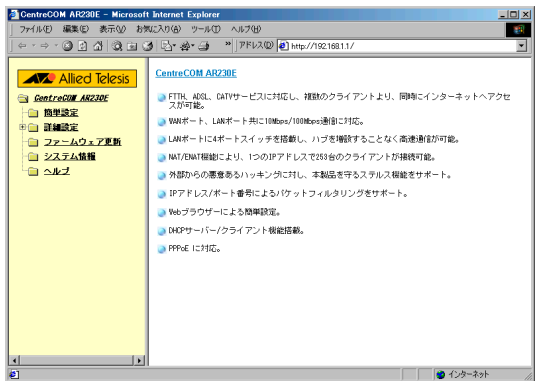 CentreCOM AR230E - Microsoft Internet Explorer
ファイル(F) 編集(E) 表示(V) お気に入り(A) ツール(T) ヘルプ(H)
» アドレス(D) http://192.168.1.1/
Allied Telesis
CentreCOM AR230E
簡単設定
詳細設定
ファームウェア更新
システム情報
ヘルプ
CentreCOM AR230E
FTTH、ADSL、CATVサービスに対応し、複数のクライアントより、同時にインターネットへアクセ
スが可能。
WANポート、LANポート共に10Mbps/100Mbps通信に対応。
LANポートに4ポートスイッチを搭載し、ハブを増設することなく高速通信が可能。
NAT/ENAT機能により、1つのIPアドレスで253台のクライアントが接続可能。
外部からの悪意あるハッキングに対し、本製品を守るステルス機能をサポート。
IPアドレス/ポート番号によるパケットフィルタリングをサポート。
Webブラウザーによる簡単設定。
DHCPサーバー/クライアント機能搭載。
PPPoE に対応。
インターネット